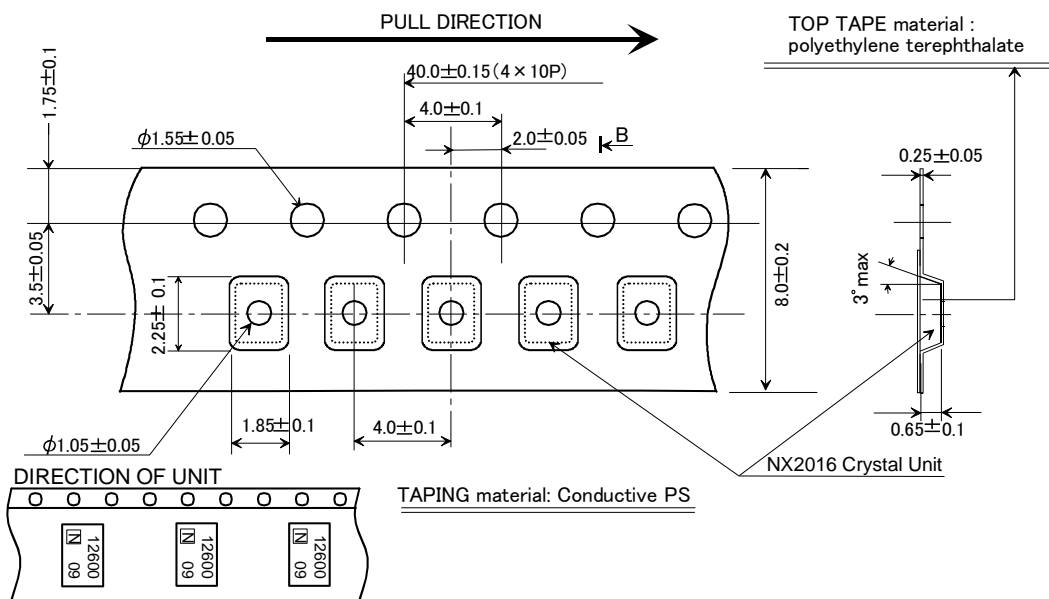 PULL DIRECTION
TOP TAPE material :
polyethylene terephthalate
1.75±0.1
40.0±0.15(4×10P)
4.0±0.1
φ1.55±0.05
2.0±0.05
B
0.25±0.05
3.5±0.05
2.25±0.1
8.0±0.2
3°max
φ1.05±0.05
1.85±0.1
4.0±0.1
0.65±0.1
NX2016 Crystal Unit
DIRECTION OF UNIT
TAPING material: Conductive PS
12600
N 09
12600
N 09
12600
N 09